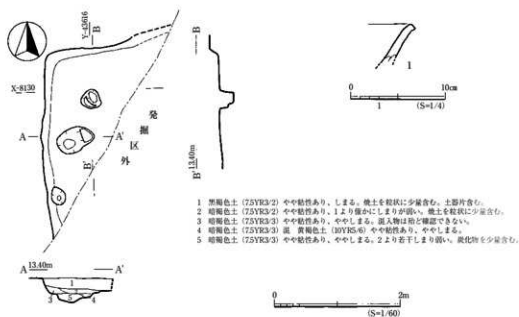 Y-43616
B
B
X-8130
発掘区外
A
A'
B'
B' 13.40m
1
0
10cm
1
(S=1/4)
1 黒褐色土 (7.5YR3/2) やや粘性あり、しまる。焼土を粒状に少量含む。土器片含む。
2 暗褐色土 (7.5YR3/3) やや粘性あり、1より僅かにしまりが弱い。焼土を粒状に少量含む。
3 暗褐色土 (7.5YR3/3) やや粘性あり、ややしまる。混入物は殆ど確認できない。
4 暗褐色土 (7.5YR3/3) 混 黄褐色土 (10YR5/6) やや粘性あり、ややしまる。
5 暗褐色土 (7.5YR3/3) やや粘性あり、ややしまる。2より若干しまり弱い。炭化物を少量含む。
A 13.40m A'
1
3 5 4
0
2m
(S=1/60)